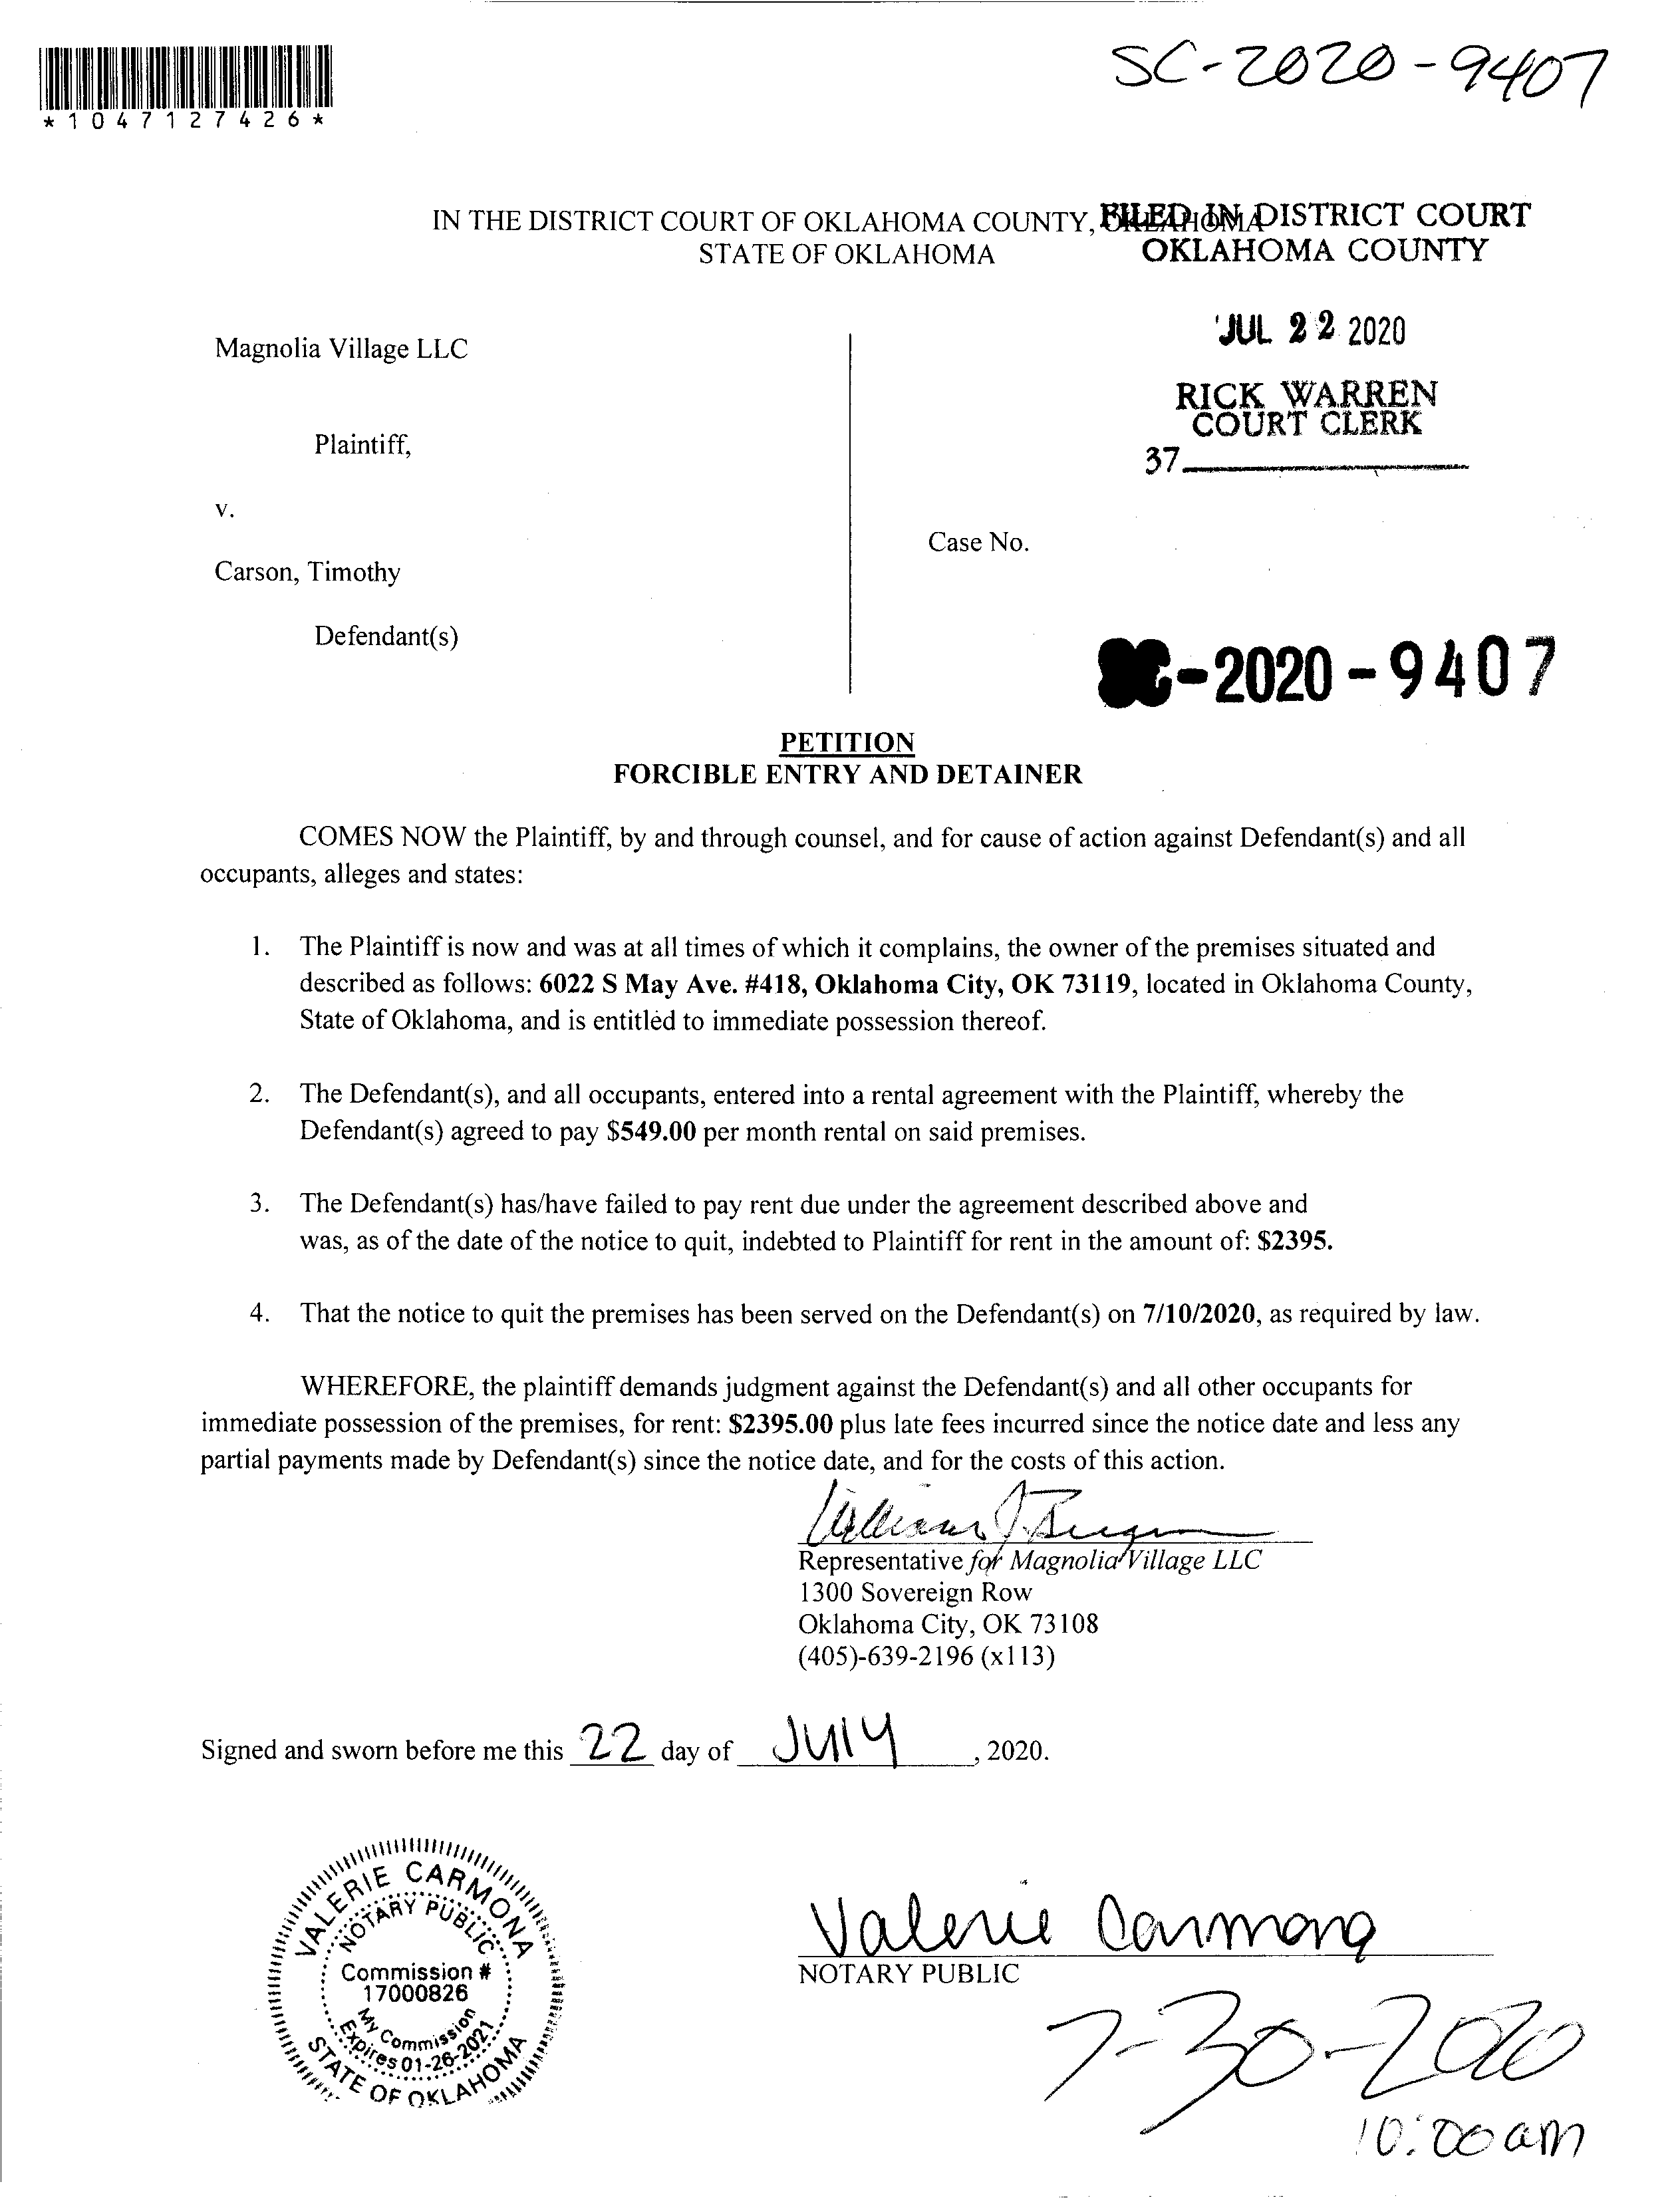 SC-2020-9407
*1047127426*
IN THE DISTRICT COURT OF OKLAHOMA COUNTY, OKLAHOMA
STATE OF OKLAHOMA
FILED IN DISTRICT COURT
OKLAHOMA COUNTY
JUL 22 2020
RICK WARREN
COURT CLERK
37
Magnolia Village LLC
Plaintiff,
v.
Case No.
Carson, Timothy
Defendant(s)
SC-2020-9407
PETITION
FORCIBLE ENTRY AND DETAINER
COMES NOW the Plaintiff, by and through counsel, and for cause of action against Defendant(s) and all
occupants, alleges and states:
1. The Plaintiff is now and was at all times of which it complains, the owner of the premises situated and
described as follows: 6022 S May Ave. #418, Oklahoma City, OK 73119, located in Oklahoma County,
State of Oklahoma, and is entitled to immediate possession thereof.
2. The Defendant(s), and all occupants, entered into a rental agreement with the Plaintiff, whereby the
Defendant(s) agreed to pay $549.00 per month rental on said premises.
3. The Defendant(s) has/have failed to pay rent due under the agreement described above and
was, as of the date of the notice to quit, indebted to Plaintiff for rent in the amount of: $2395.
4. That the notice to quit the premises has been served on the Defendant(s) on 7/10/2020, as required by law.
WHEREFORE, the plaintiff demands judgment against the Defendant(s) and all other occupants for
immediate possession of the premises, for rent: $2395.00 plus late fees incurred since the notice date and less any
partial payments made by Defendant(s) since the notice date, and for the costs of this action.
William J.
Representative for Magnolia Village LLC
1300 Sovereign Row
Oklahoma City, OK 73108
(405)-639-2196 (x113)
Signed and sworn before me this 22 day of July, 2020.
VALERIE CARMONA
NOTARY PUBLIC
Commission #
17000826
My Commission
Expires 01-26-2021
STATE OF OKLAHOMA
Valerie Carmona
NOTARY PUBLIC
7-30-2020
10:00am